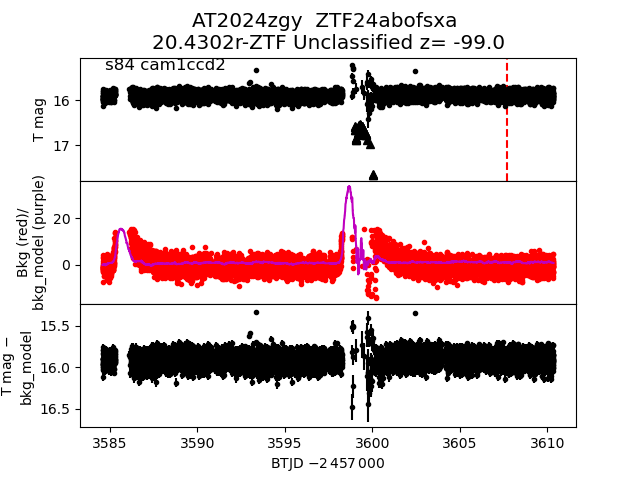 AT2024zgy ZTF24abofsxa
20.4302r-ZTF Unclassified z= -99.0
s84 cam1ccd2
T mag
16
17
Bkg (red)/
bkg_model (purple)
20
0
T mag −
bkg_model
15.5
16.0
16.5
3585 3590 3595 3600 3605 3610
BTJD −2 457 000